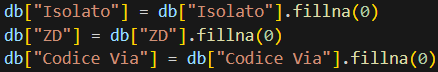 db["Isolato"] = db["Isolato"].fillna(0)
db["ZD"] = db["ZD"].fillna(0)
db["Codice Via"] = db["Codice Via"].fillna(0)